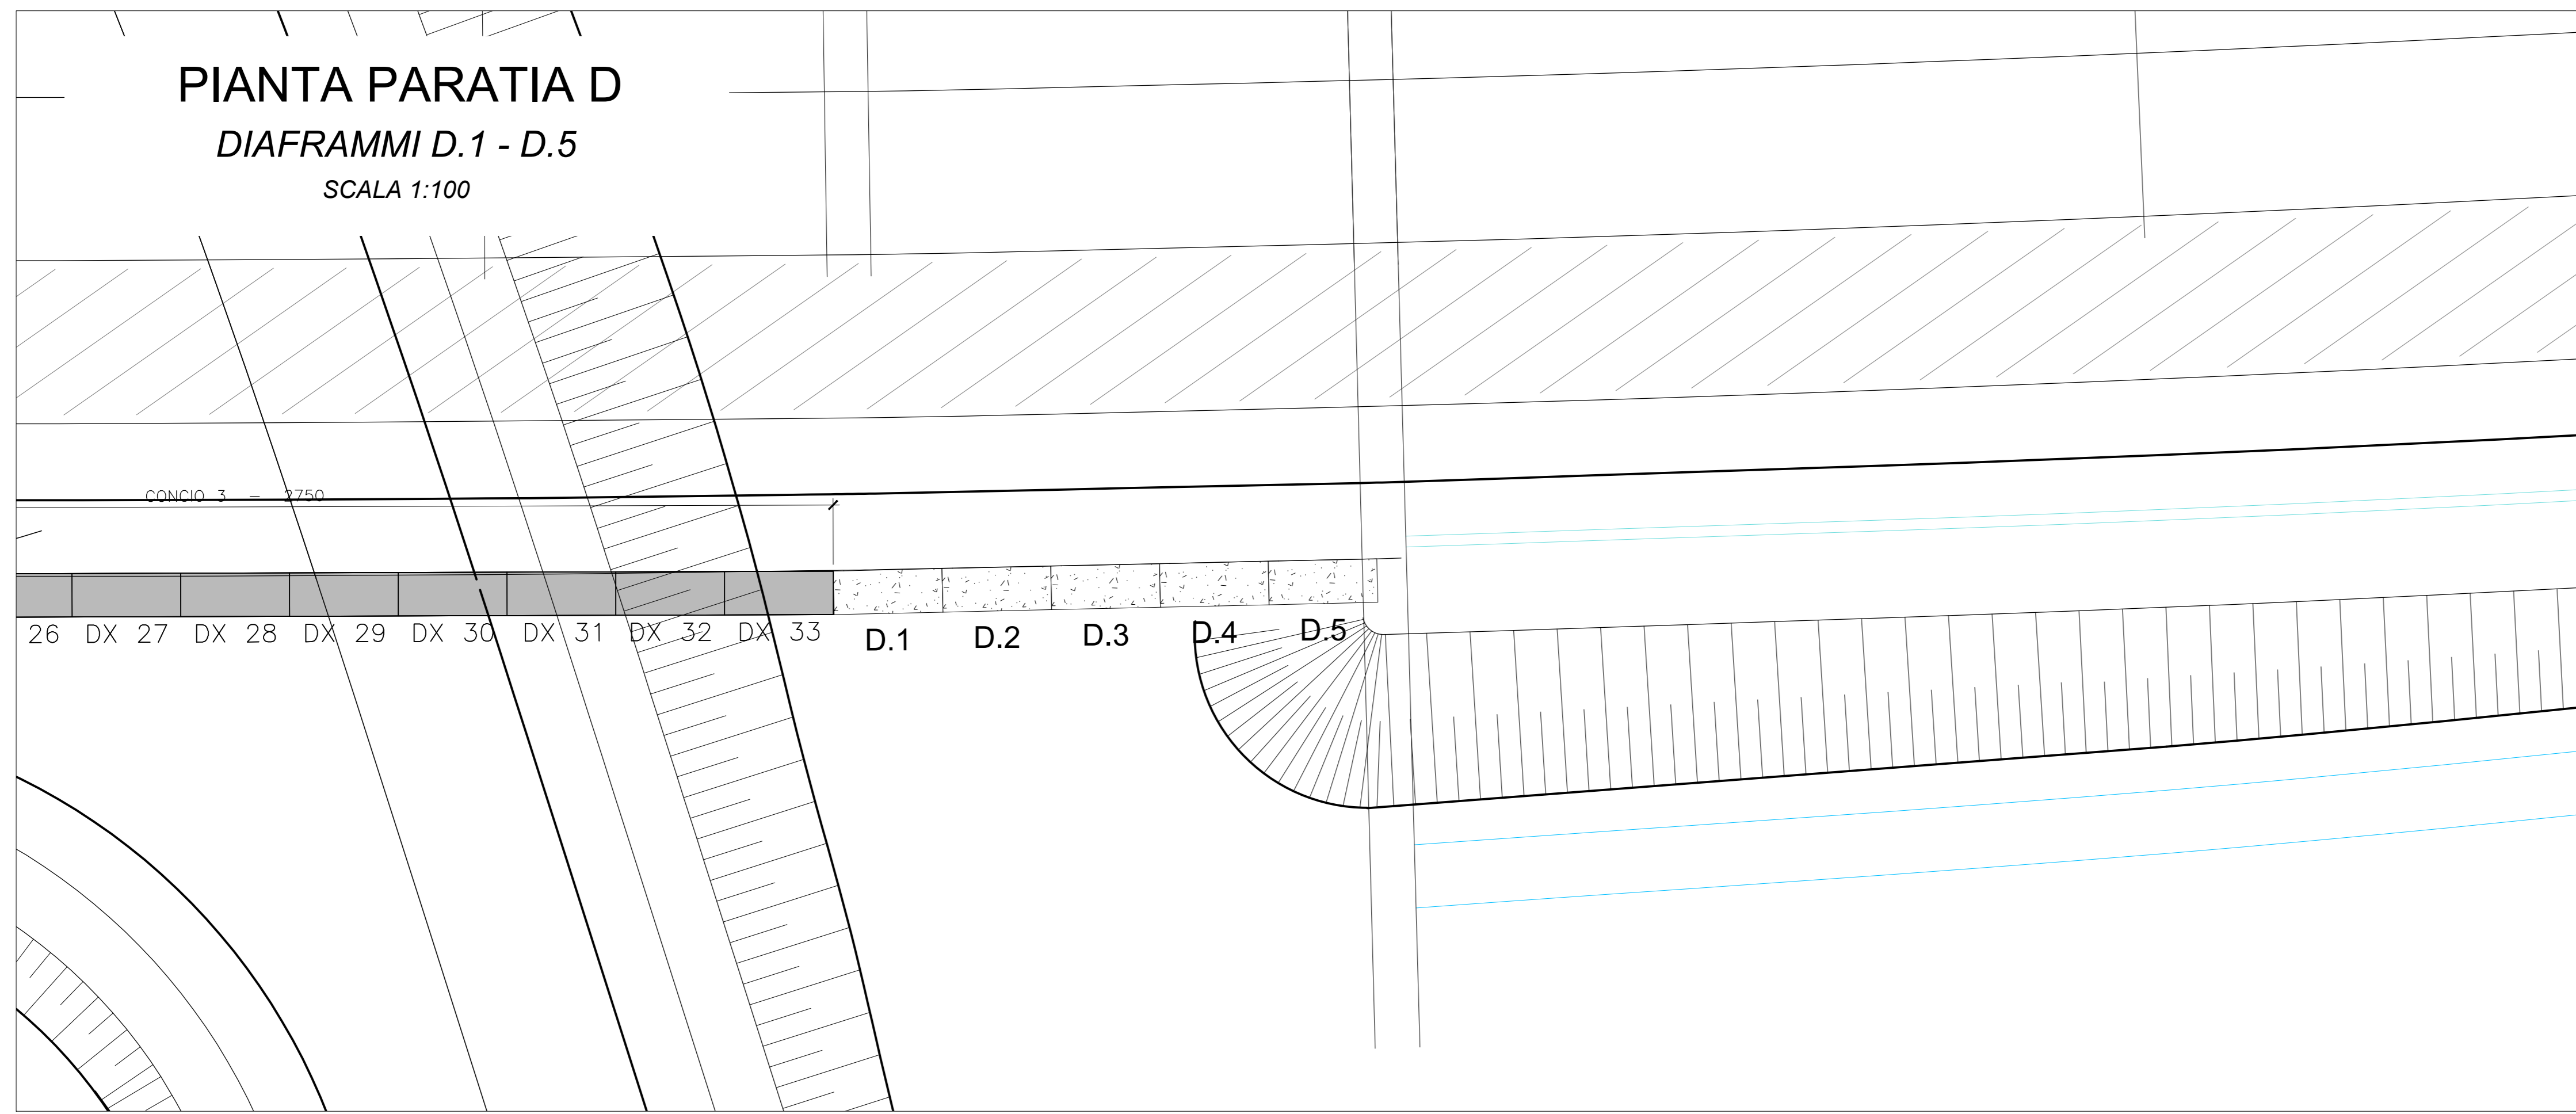 PIANTA PARATIA D
DIAFRAMMI D.1 - D.5
SCALA 1:100
CONCIO 3 - 2750
26 DX 27 DX 28 DX 29 DX 30 DX 31 DX 32 DX 33 D.1 D.2 D.3 D.4 D.5